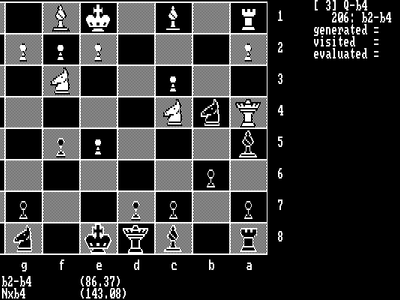 1
[ 3] Q-b4
206: b2-b4
generated =
visited =
evaluated =
2
3
4
5
6
7
8
g f e d c b a
b2-b4 (86.37)
Nxb4 (143.08)